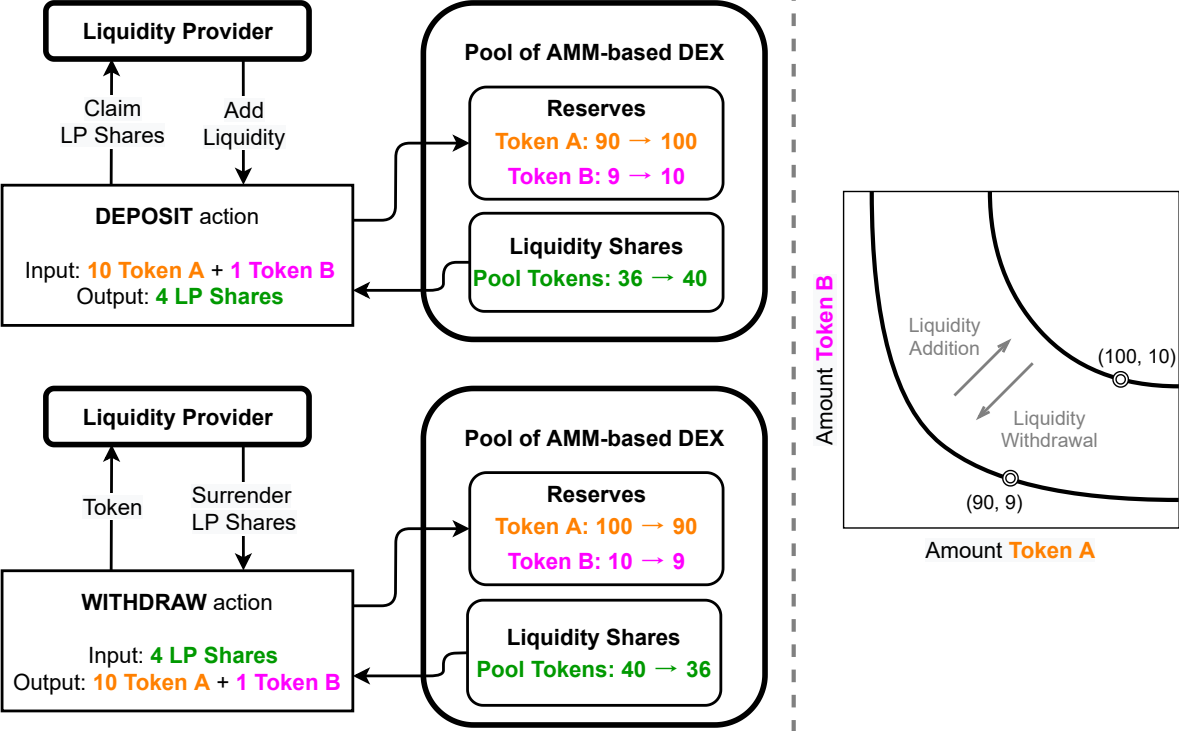 Liquidity Provider
Claim
LP Shares
Add
Liquidity
DEPOSIT action
Input: 10 Token A + 1 Token B
Output: 4 LP Shares
Pool of AMM-based DEX
Reserves
Token A: 90 → 100
Token B: 9 → 10
Liquidity Shares
Pool Tokens: 36 → 40
Liquidity Provider
Token
Surrender
LP Shares
WITHDRAW action
Input: 4 LP Shares
Output: 10 Token A + 1 Token B
Pool of AMM-based DEX
Reserves
Token A: 100 → 90
Token B: 10 → 9
Liquidity Shares
Pool Tokens: 40 → 36
Amount Token B
Liquidity
Addition
(100, 10)
Liquidity
Withdrawal
(90, 9)
Amount Token A